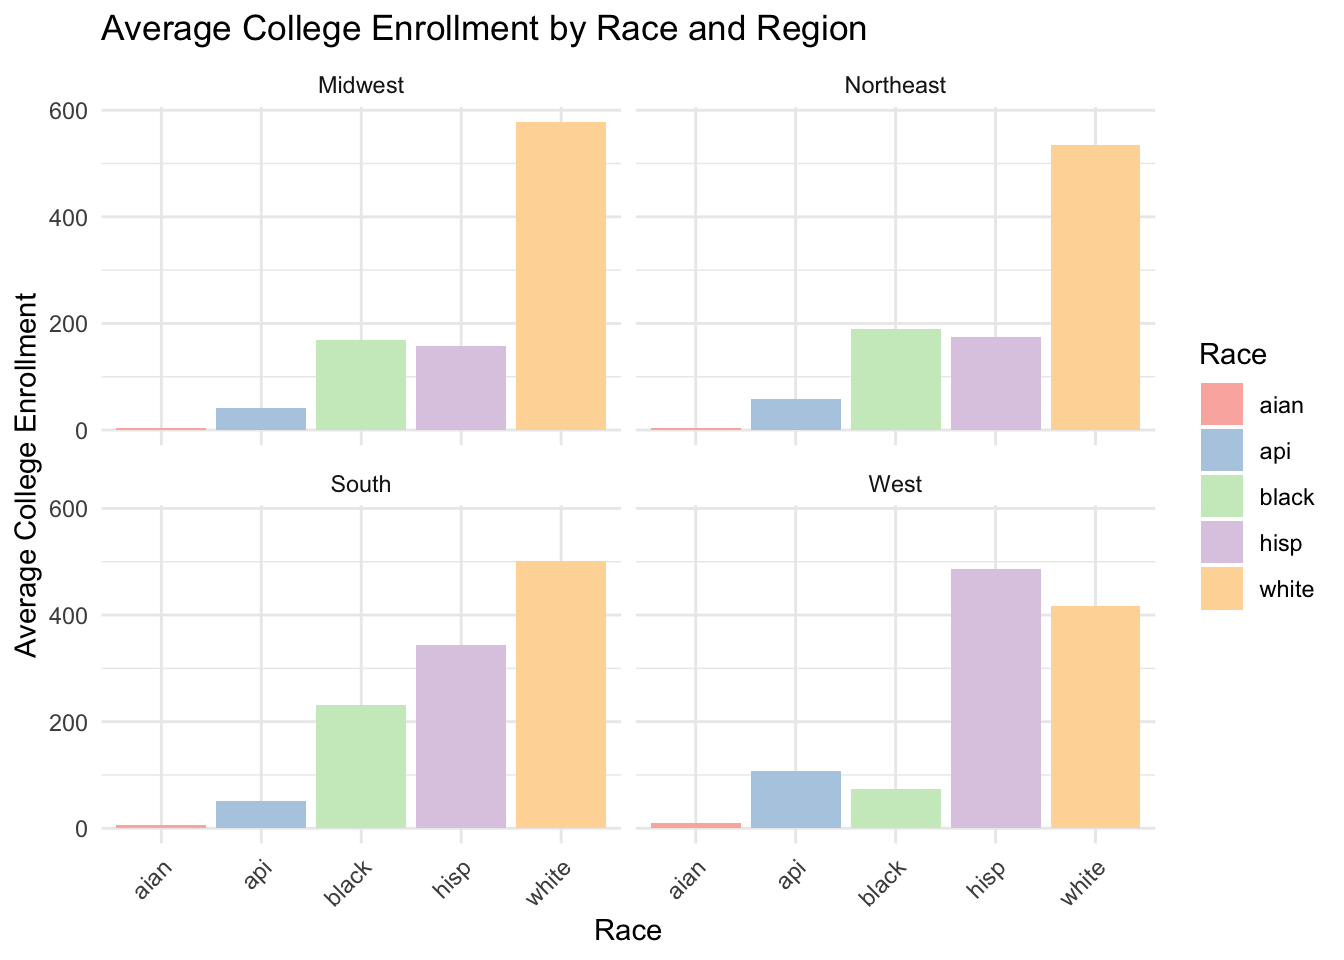 Average College Enrollment by Race and Region
Midwest
Northeast
600
400
200
0
South
West
600
400
200
0
Average College Enrollment
aian
api
black
hisp
white
aian
api
black
hisp
white
Race
Race
aian
api
black
hisp
white